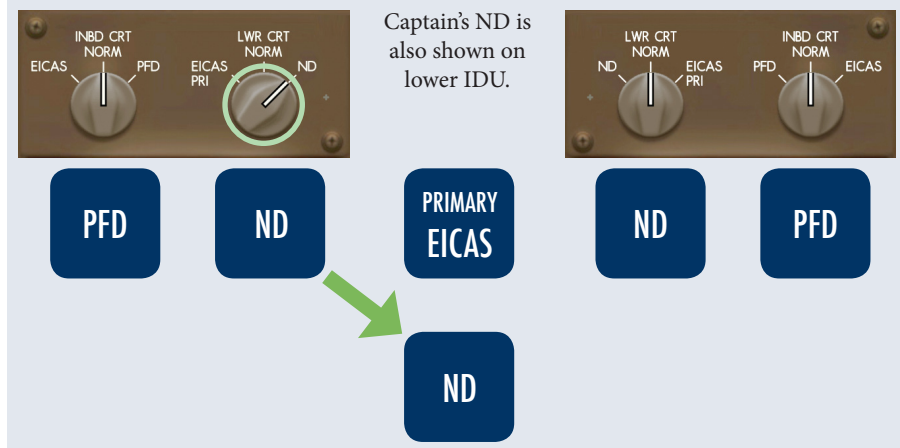 INBD CRT
NORM
EICAS
PFD
LWR CRT
NORM
EICAS
PRI
ND
Captain's ND is
also shown on
lower IDU.
LWR CRT
NORM
ND
EICAS
PRI
INBD CRT
NORM
PFD
EICAS
PFD
ND
PRIMARY
EICAS
ND
PFD
ND